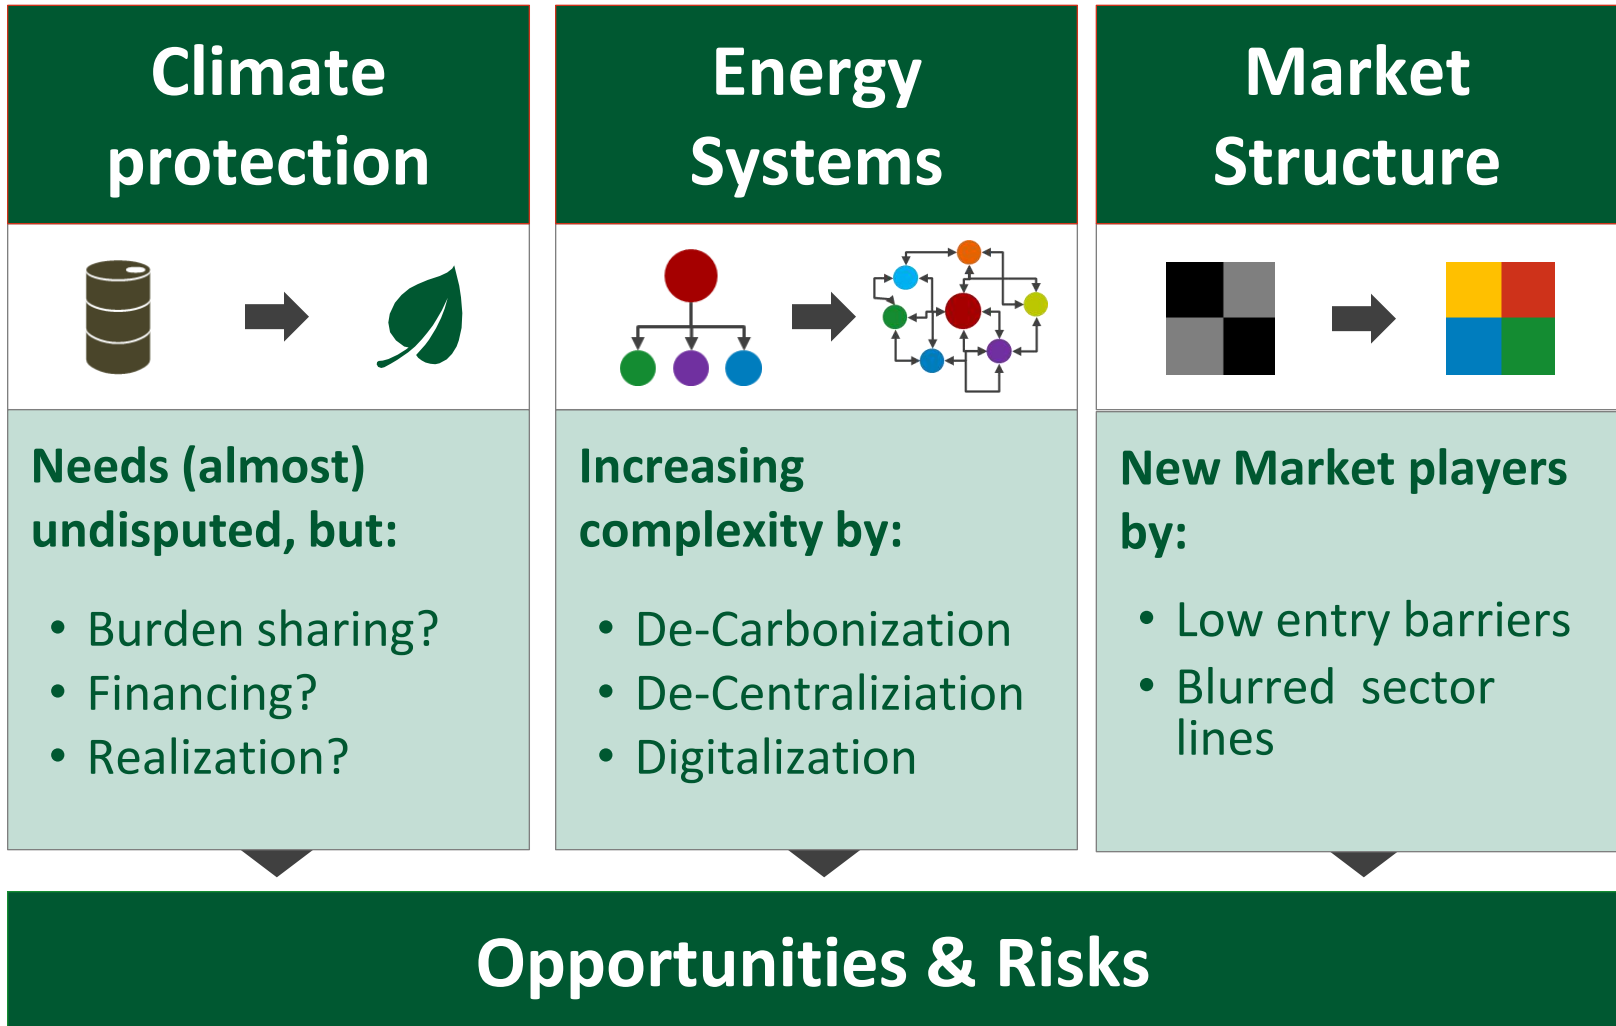 Climate
protection
Energy
Systems
Market
Structure
Needs (almost)
undisputed, but:
• Burden sharing?
• Financing?
• Realization?
Increasing
complexity by:
• De-Carbonization
• De-Centraliziation
• Digitalization
New Market players
by:
• Low entry barriers
• Blurred sector
lines
Opportunities & Risks